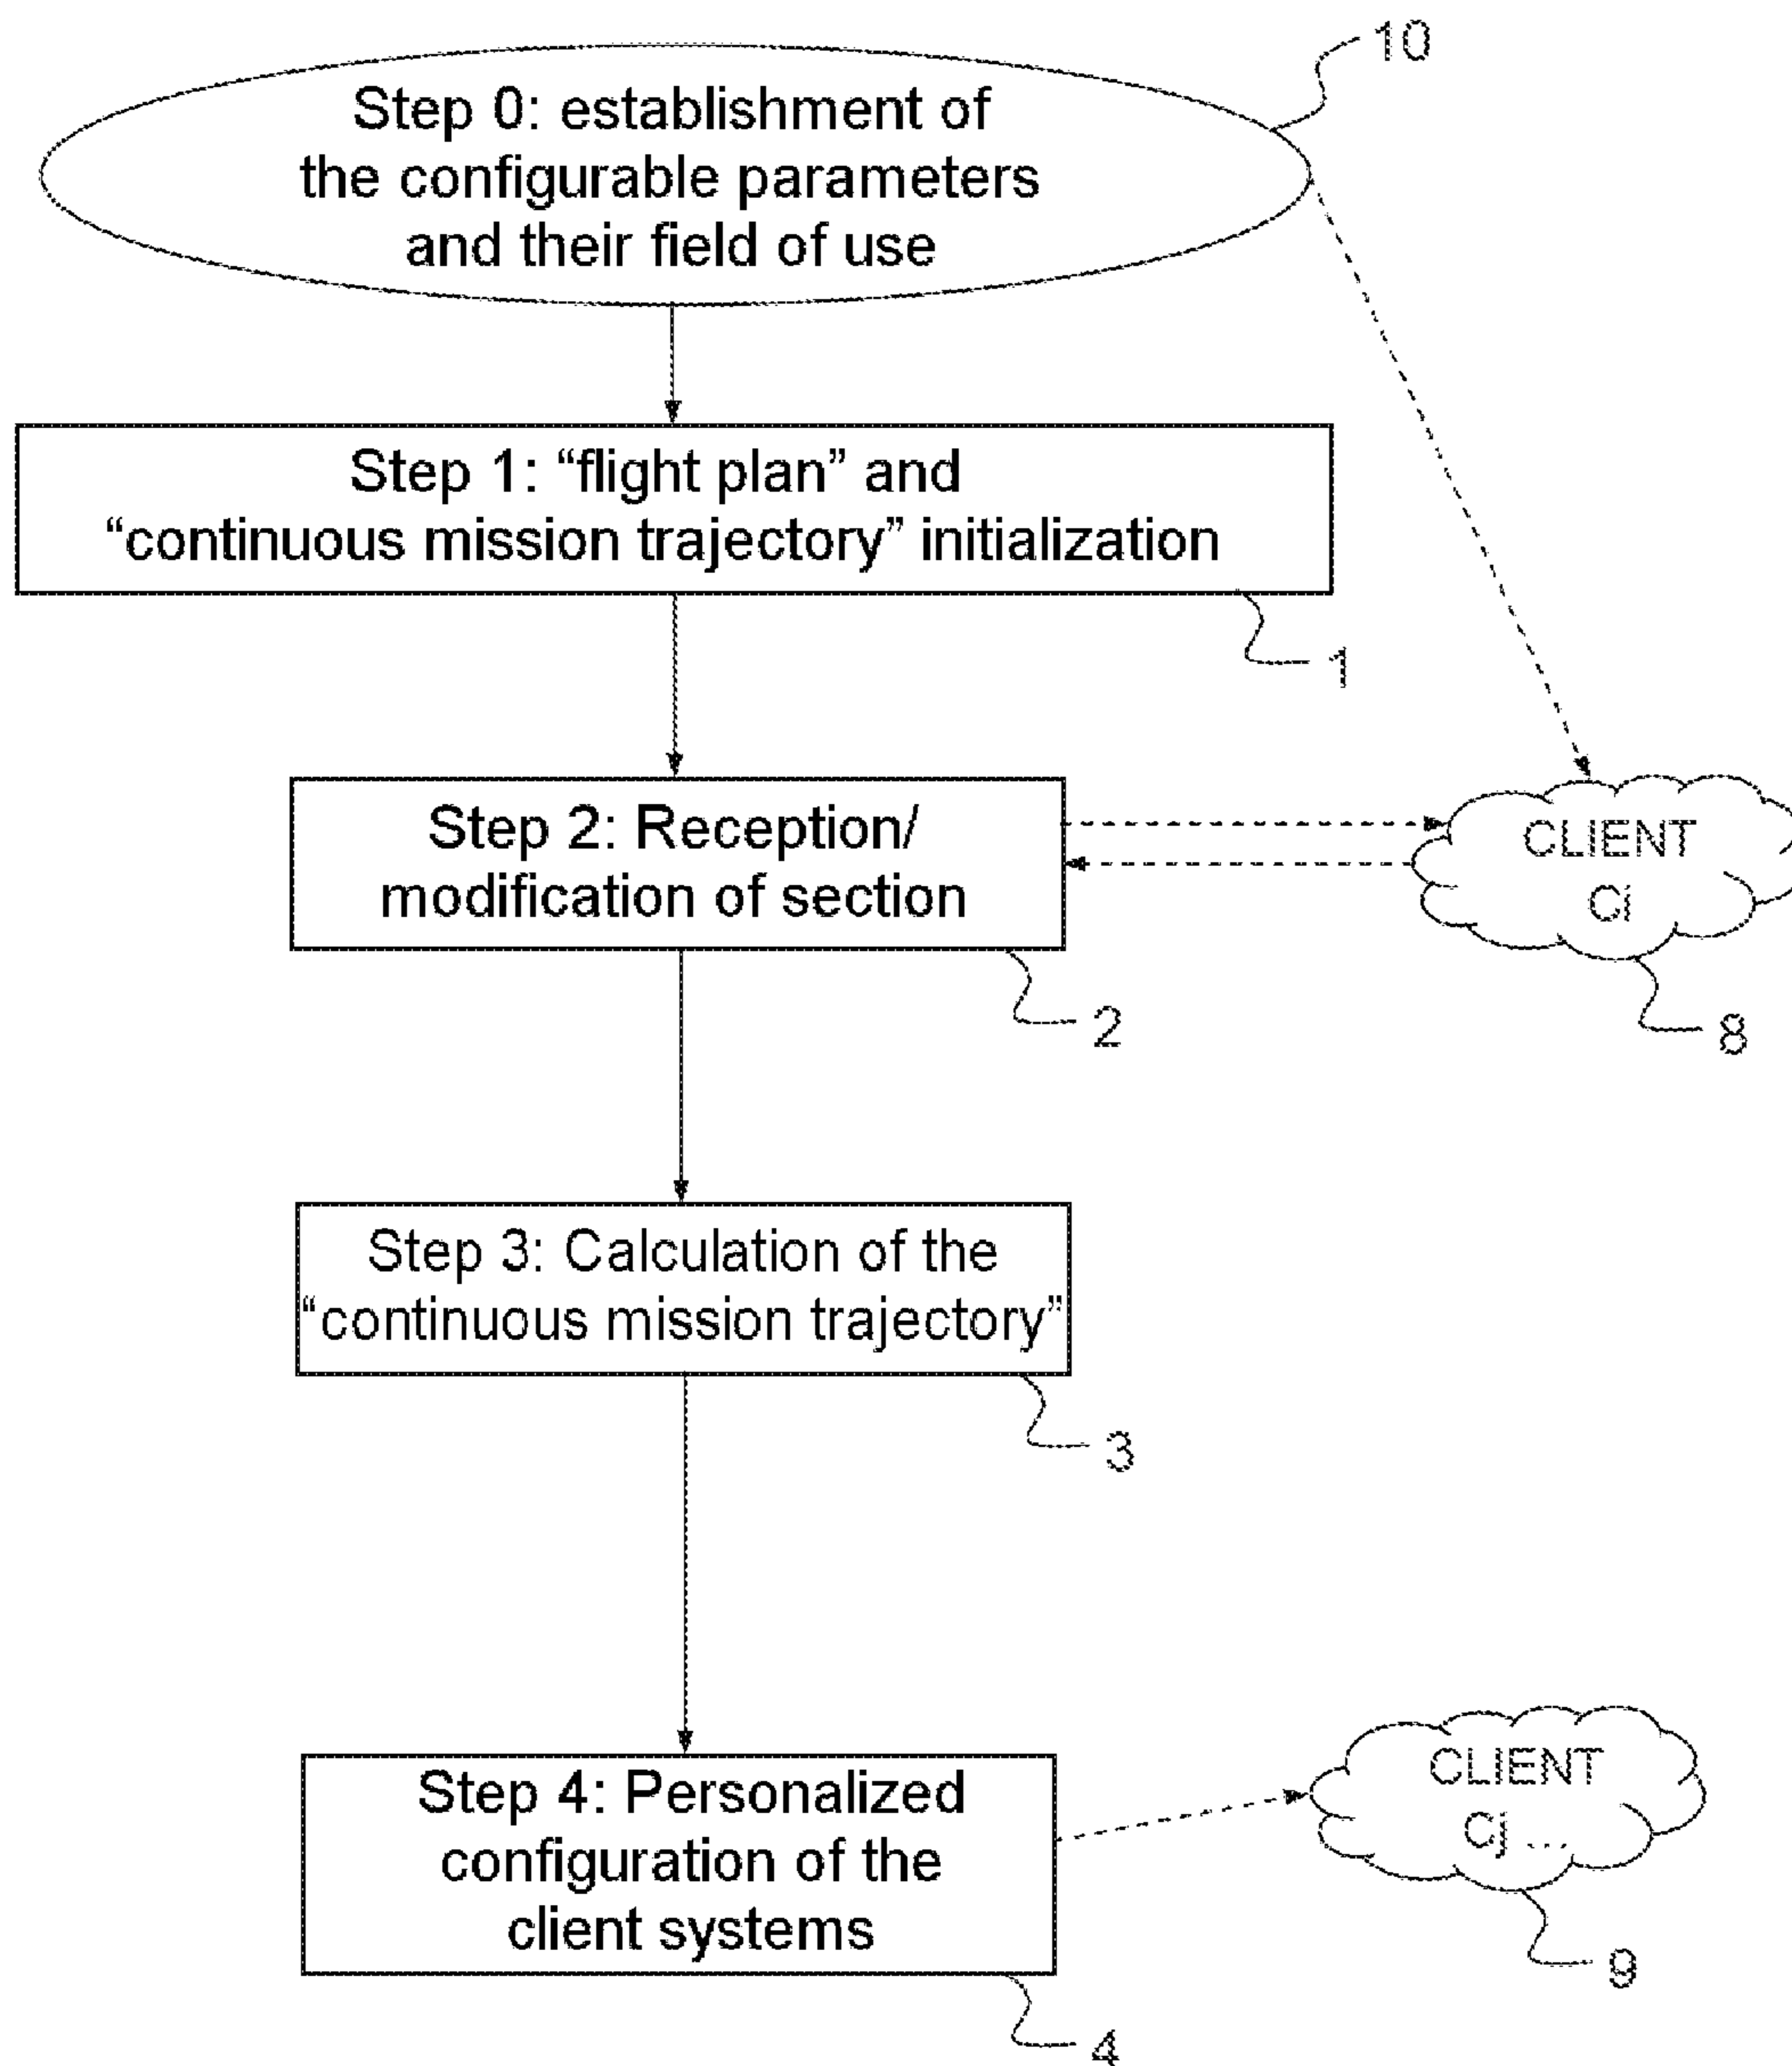 10
Step 0: establishment of
the configurable parameters
and their field of use
Step 1: “flight plan” and
“continuous mission trajectory” initialization
1
Step 2: Reception/
modification of section
CLIENT
Ci
2
8
Step 3: Calculation of the
“continuous mission trajectory”
3
Step 4: Personalized
configuration of the
client systems
CLIENT
Cj ...
9
4